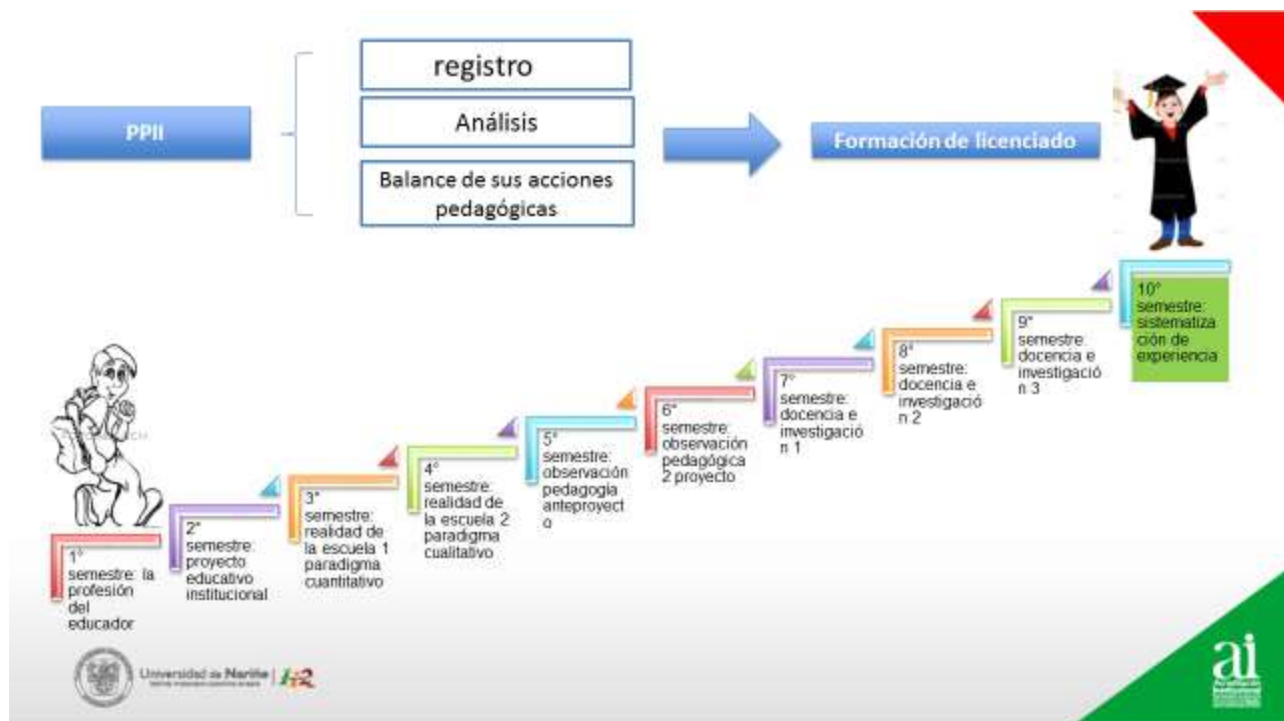 PPII
registro
Análisis
Balance de sus acciones
pedagógicas
Formación de licenciado
1°
semestre: la
profesión
del
educador
2°
semestre:
proyecto
educativo
institucional
3°
semestre:
realidad de
la escuela 1
paradigma
cuantitativo
4°
semestre:
realidad de
la escuela 2
paradigma
cualitativo
5°
semestre:
observación
pedagogía
anteproyect
o
6°
semestre:
observación
pedagógica
2 proyecto
7°
semestre:
docencia e
investigació
n 1
8°
semestre:
docencia e
investigació
n 2
9°
semestre:
docencia e
investigació
n 3
10°
semestre:
sistematiza
ción de
experiencia
Universidad de Nariño
ai